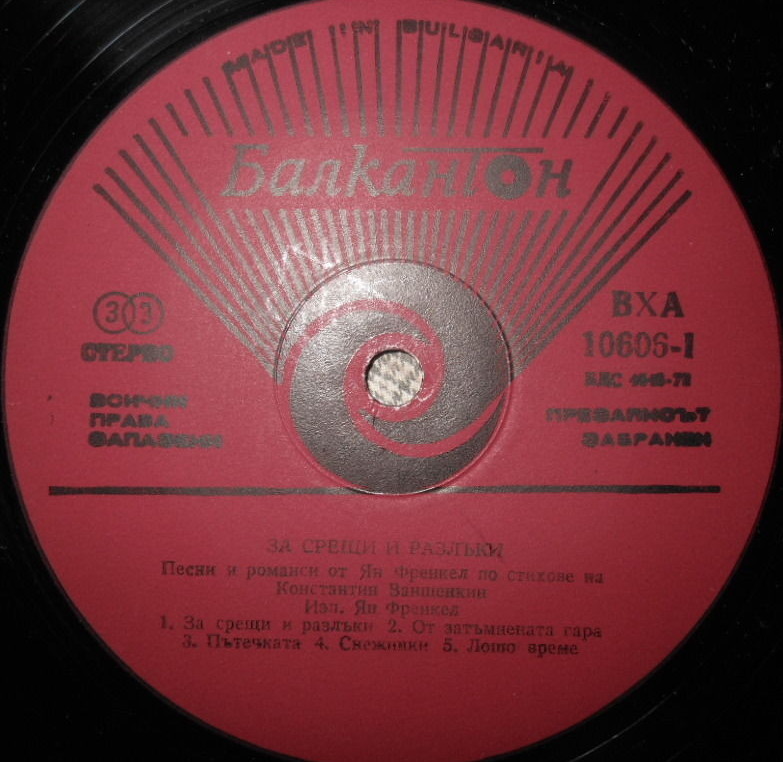 MADE IN BULGARIA
Балкантон
33
СТЕРЕО
ВСИЧКИ
ПРАВА
ЗАПАЗЕНИ
ВХА
10606-I
БДС
ПРЕЗАПИСЪТ
ЗАБРАНЕН
ЗА СРЕЩИ И РАЗЛЪКИ
Песни и романси от Ян Френкел по стихове на
Константин Ваншенкин
Изп. Ян Френкел
1. За срещи и разлъки 2. От затъмнената гара
3. Пътечката 4. Снежинки 5. Лошо време